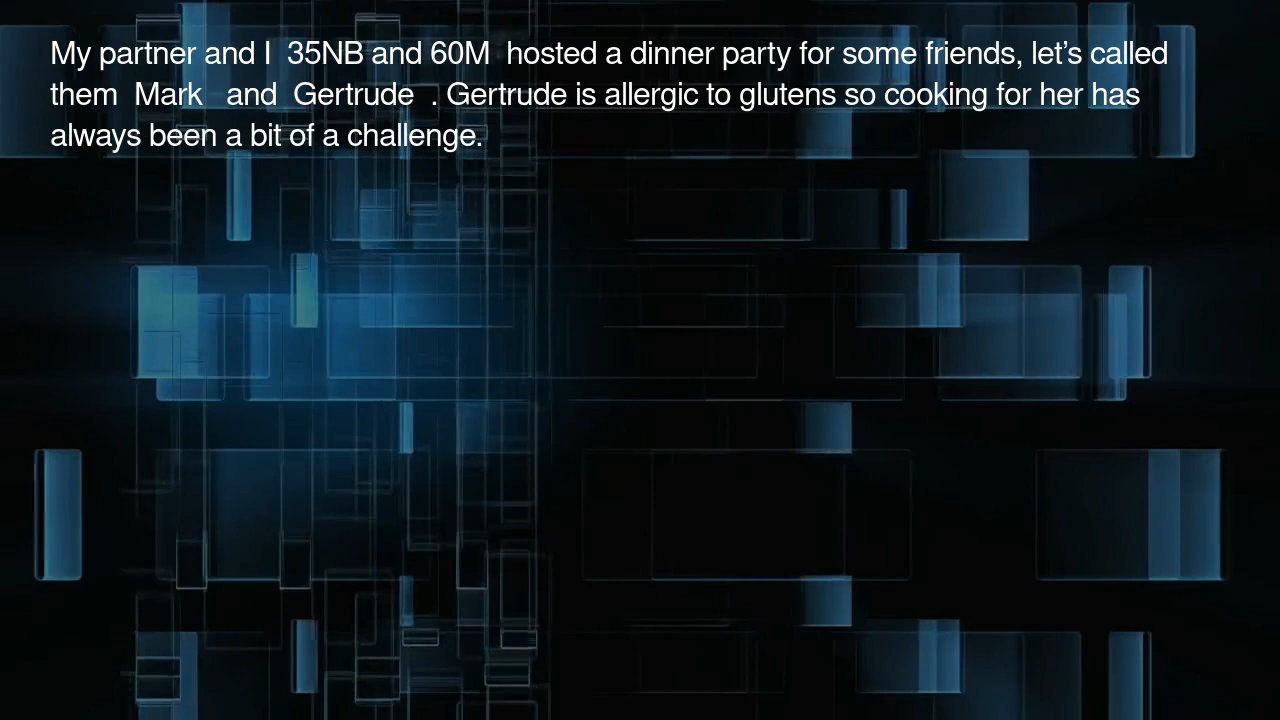 My partner and I  35NB and 60M  hosted a dinner party for some friends, let’s called
them  Mark   and  Gertrude  . Gertrude is allergic to glutens so cooking for her has
always been a bit of a challenge.